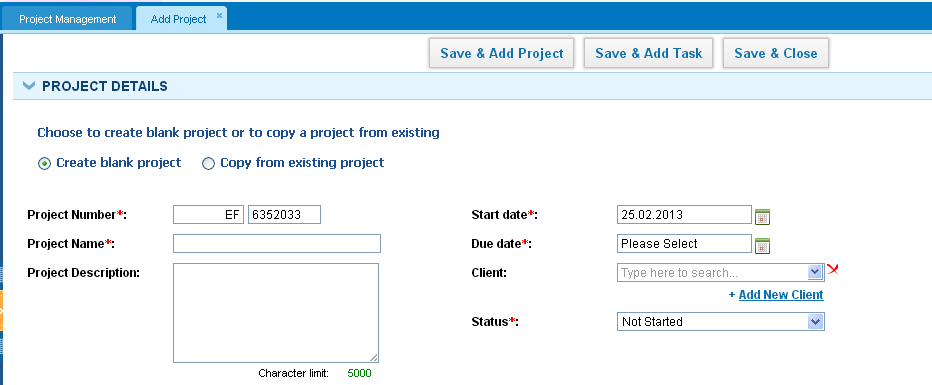 Project Management Add Project
Save & Add Project Save & Add Task Save & Close
PROJECT DETAILS
Choose to create blank project or to copy a project from existing
Create blank project Copy from existing project
Project Number*: EF 6352033 Start date*: 25.02.2013
Project Name*: Due date*: Please Select
Project Description: Client: Type here to search...
+ Add New Client
Status*: Not Started
Character limit: 5000